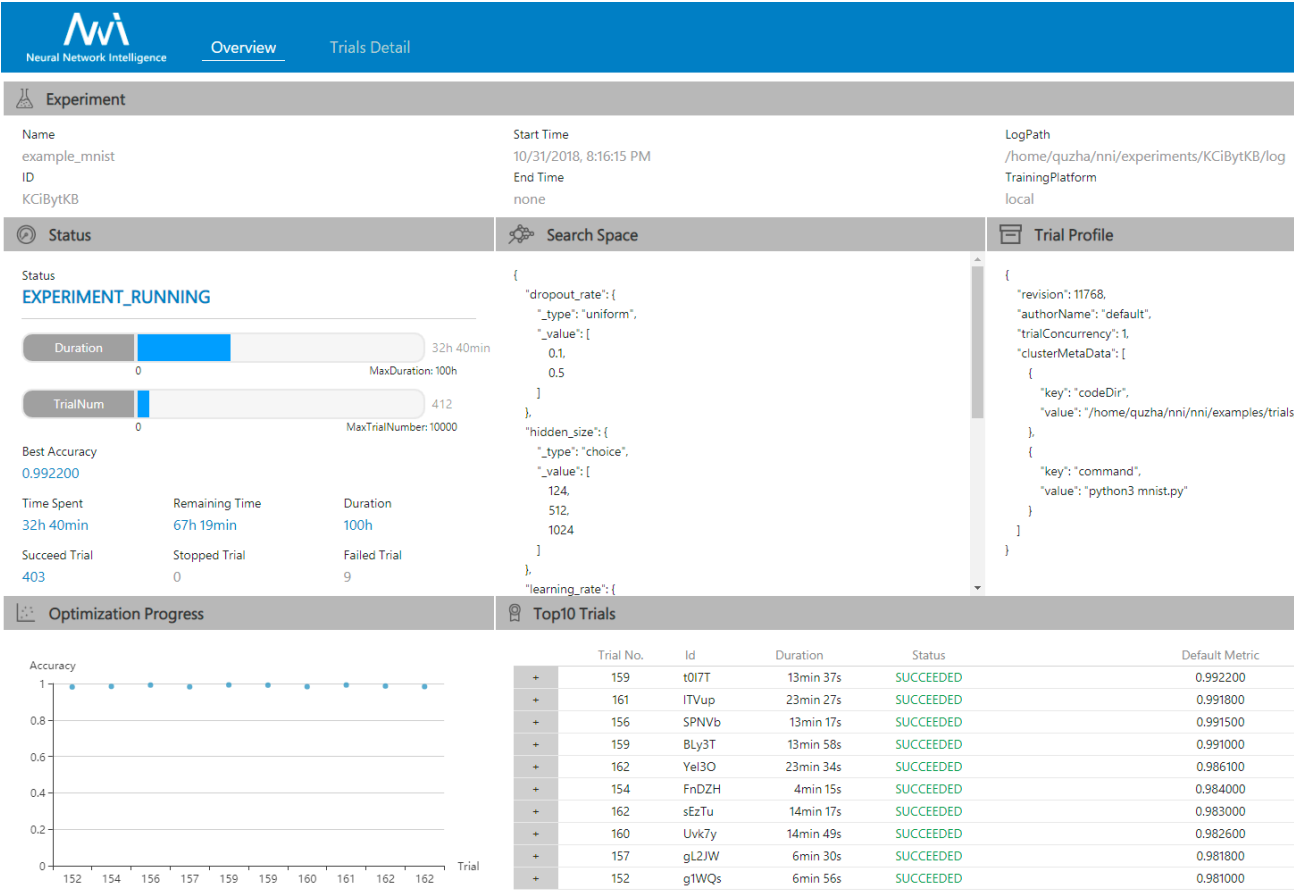 NNi
Neural Network Intelligence
Overview
Trials Detail
Experiment
Name
example_mnist
ID
KCiBytKB
Start Time
10/31/2018, 8:16:15 PM
End Time
none
LogPath
/home/quzha/nni/experiments/KCiBytKB/log
TrainingPlatform
local
Status
Status
EXPERIMENT_RUNNING
Duration
32h 40min
0
MaxDuration: 100h
TrialNum
412
0
MaxTrialNumber: 10000
Best Accuracy
0.992200
Time Spent
Remaining Time
Duration
32h 40min
67h 19min
100h
Succeed Trial
Stopped Trial
Failed Trial
403
0
9
Search Space
{
"dropout_rate": {
"_type": "uniform",
"_value": [
0.1,
0.5
]
},
"hidden_size": {
"_type": "choice",
"_value": [
124,
512,
1024
]
},
"learning_rate": {
Trial Profile
{
"revision": 11768,
"authorName": "default",
"trialConcurrency": 1,
"clusterMetaData": [
{
"key": "codeDir",
"value": "/home/quzha/nni/nni/examples/trials
},
{
"key": "command",
"value": "python3 mnist.py"
}
]
}
Optimization Progress
Accuracy
1
0.8
0.6
0.4
0.2
0
Trial
152 154 156 157 159 159 160 161 162 162
Top10 Trials
Trial No. Id Duration Status Default Metric
+ 159 t0I7T 13min 37s SUCCEEDED 0.992200
+ 161 ITVup 23min 27s SUCCEEDED 0.991800
+ 156 SPNVb 13min 17s SUCCEEDED 0.991500
+ 159 BLy3T 13min 58s SUCCEEDED 0.991000
+ 162 Yel3O 23min 34s SUCCEEDED 0.986100
+ 154 FnDZH 4min 15s SUCCEEDED 0.984000
+ 162 sEzTu 14min 17s SUCCEEDED 0.983000
+ 160 Uvk7y 14min 49s SUCCEEDED 0.982600
+ 157 gL2JW 6min 30s SUCCEEDED 0.981800
+ 152 g1WQs 6min 56s SUCCEEDED 0.981000